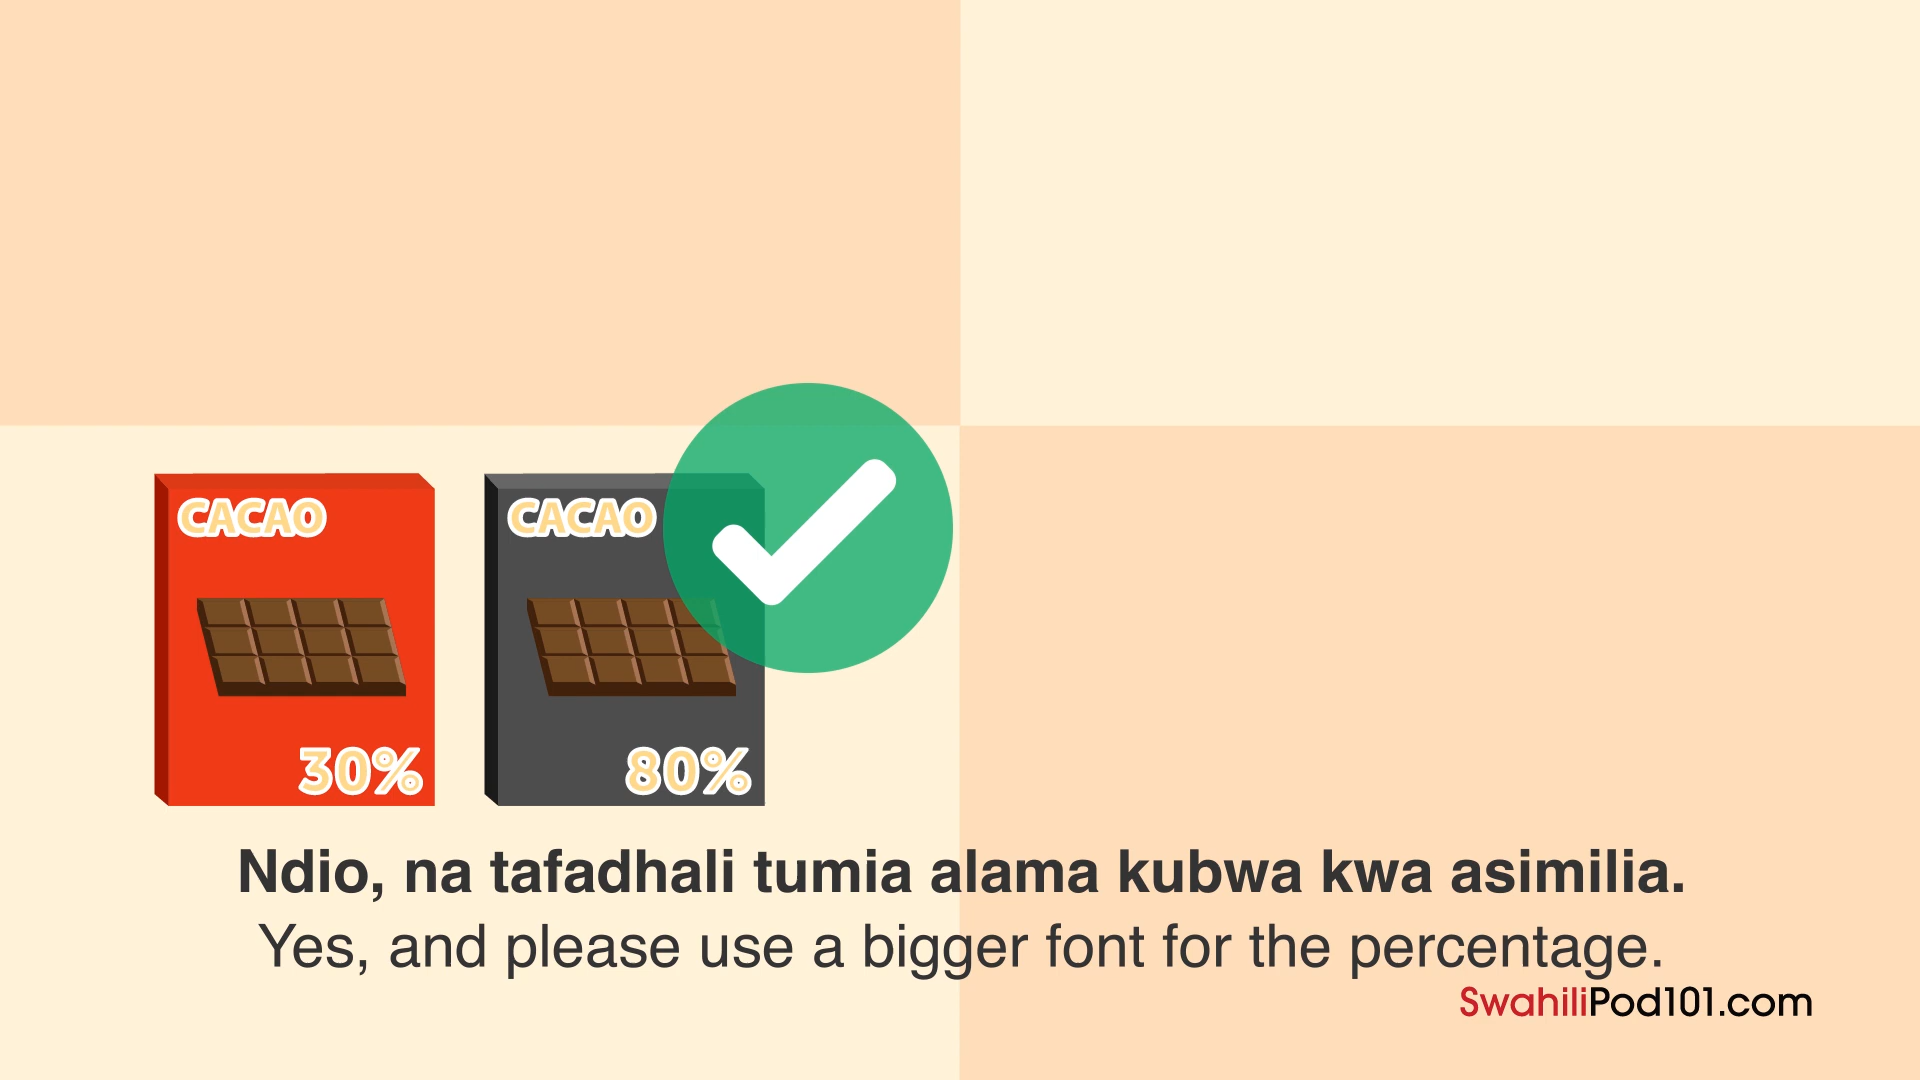 CACAO
30%
CACAO
80%
Ndio, na tafadhali tumia alama kubwa kwa asimilia.
Yes, and please use a bigger font for the percentage.
SwahiliPod101.com